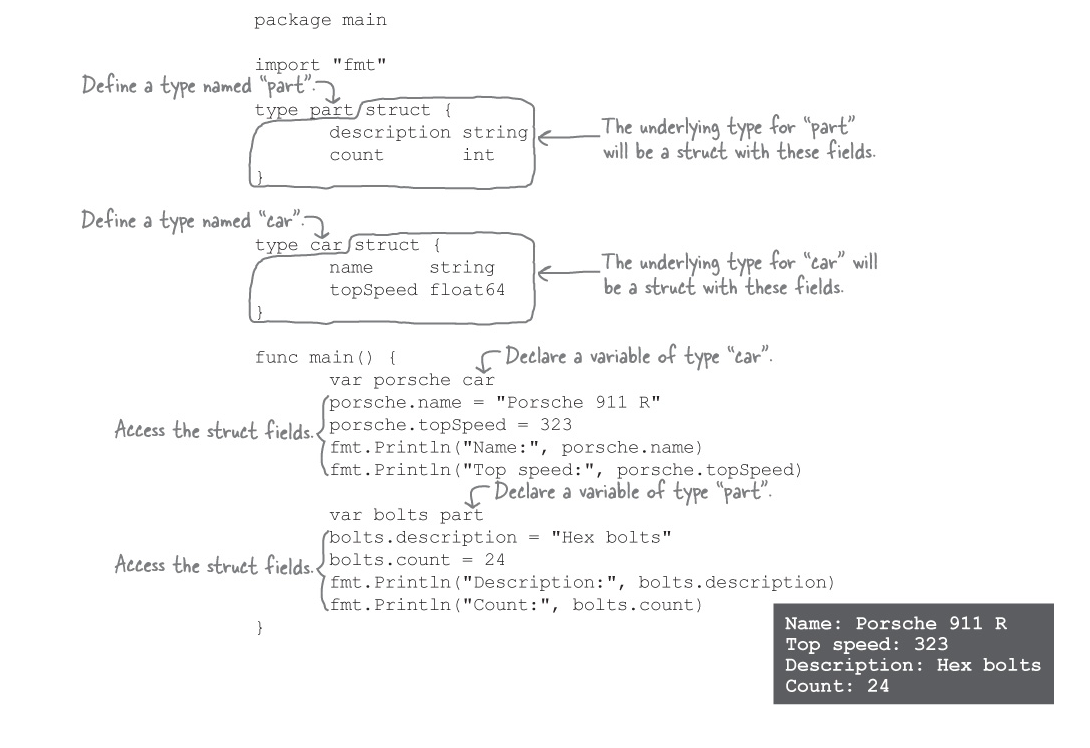 package main
import "fmt"
Define a type named "part".
type part struct {
description string
count int
}
The underlying type for "part"
will be a struct with these fields.
Define a type named "car".
type car struct {
name string
topSpeed float64
}
The underlying type for "car" will
be a struct with these fields.
func main() {
Declare a variable of type "car".
var porsche car
Access the struct fields.
porsche.name = "Porsche 911 R"
porsche.topSpeed = 323
fmt.Println("Name:", porsche.name)
fmt.Println("Top speed:", porsche.topSpeed)
Declare a variable of type "part".
var bolts part
Access the struct fields.
bolts.description = "Hex bolts"
bolts.count = 24
fmt.Println("Description:", bolts.description)
fmt.Println("Count:", bolts.count)
}
Name: Porsche 911 R
Top speed: 323
Description: Hex bolts
Count: 24